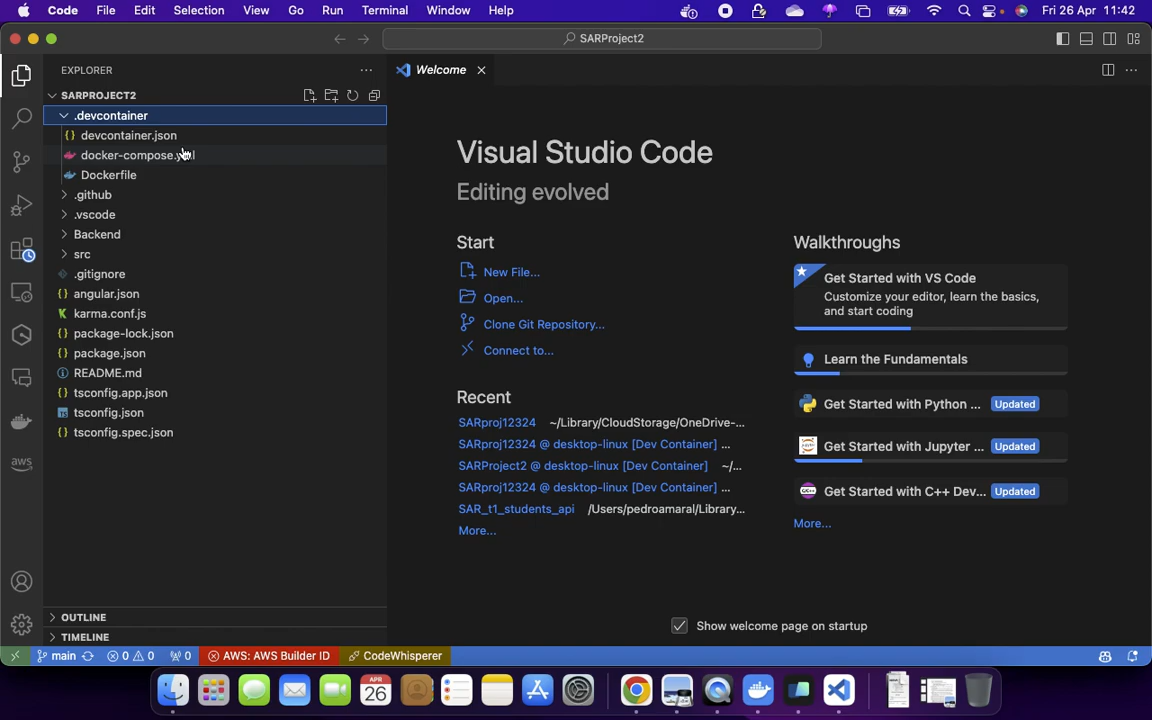 Code File Edit Selection View Go Run Terminal Window Help Fri 26 Apr 11:42
SARProject2
EXPLORER
Welcome
SARPROJECT2
.devcontainer
devcontainer.json
docker-compose.yml
Dockerfile
.github
.vscode
Backend
src
.gitignore
angular.json
karma.conf.js
package-lock.json
package.json
README.md
tsconfig.app.json
tsconfig.json
tsconfig.spec.json
OUTLINE
TIMELINE
Visual Studio Code
Editing evolved
Start
New File...
Open...
Clone Git Repository...
Connect to...
Recent
SARproj12324 ~/Library/CloudStorage/OneDrive-...
SARproj12324 @ desktop-linux [Dev Container] ...
SARProject2 @ desktop-linux [Dev Container] ~/...
SARproj12324 @ desktop-linux [Dev Container] ...
SAR_t1_students_api /Users/pedroamaral/Library...
More...
Walkthroughs
Get Started with VS Code
Customize your editor, learn the basics,
and start coding
Learn the Fundamentals
Get Started with Python ... Updated
Get Started with Jupyter ... Updated
Get Started with C++ Dev... Updated
More...
Show welcome page on startup
main 0 0 0 AWS: AWS Builder ID CodeWhisperer
aws
APR
26